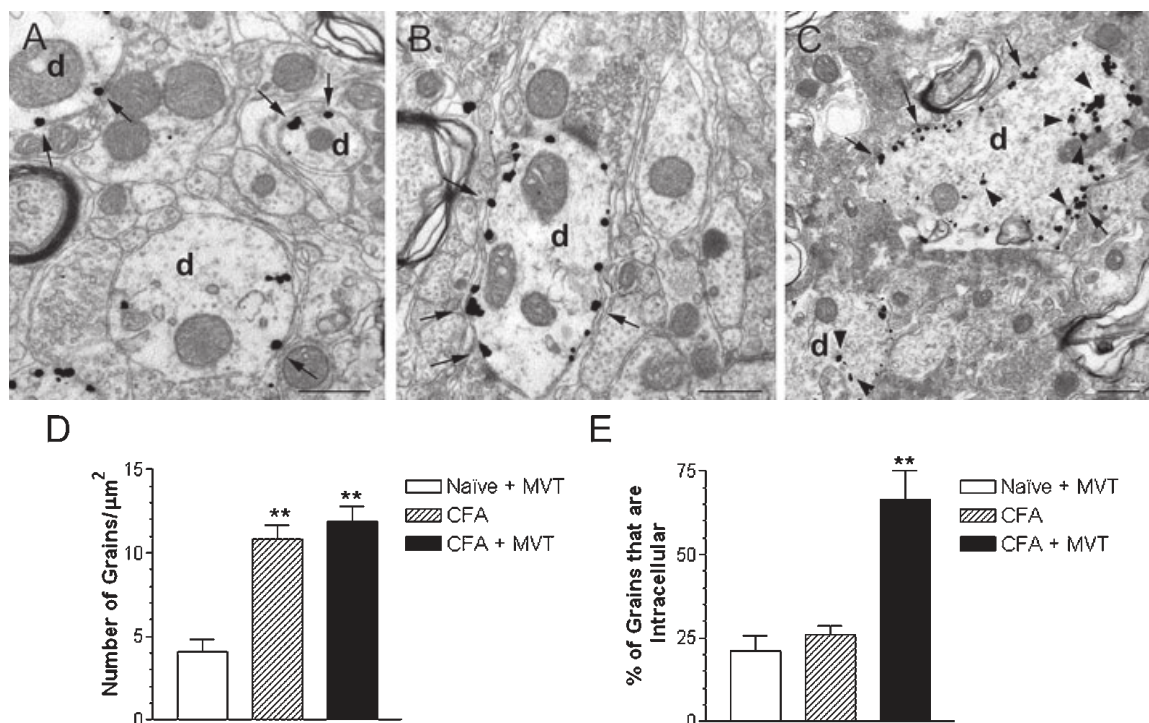 A
B
C
d
d
d
d
d
d
D
E
Number of Grains/µm²
15
10
5
0
**
**
Naïve + MVT
CFA
CFA + MVT
% of Grains that are
Intracellular
75
50
25
0
**
Naïve + MVT
CFA
CFA + MVT